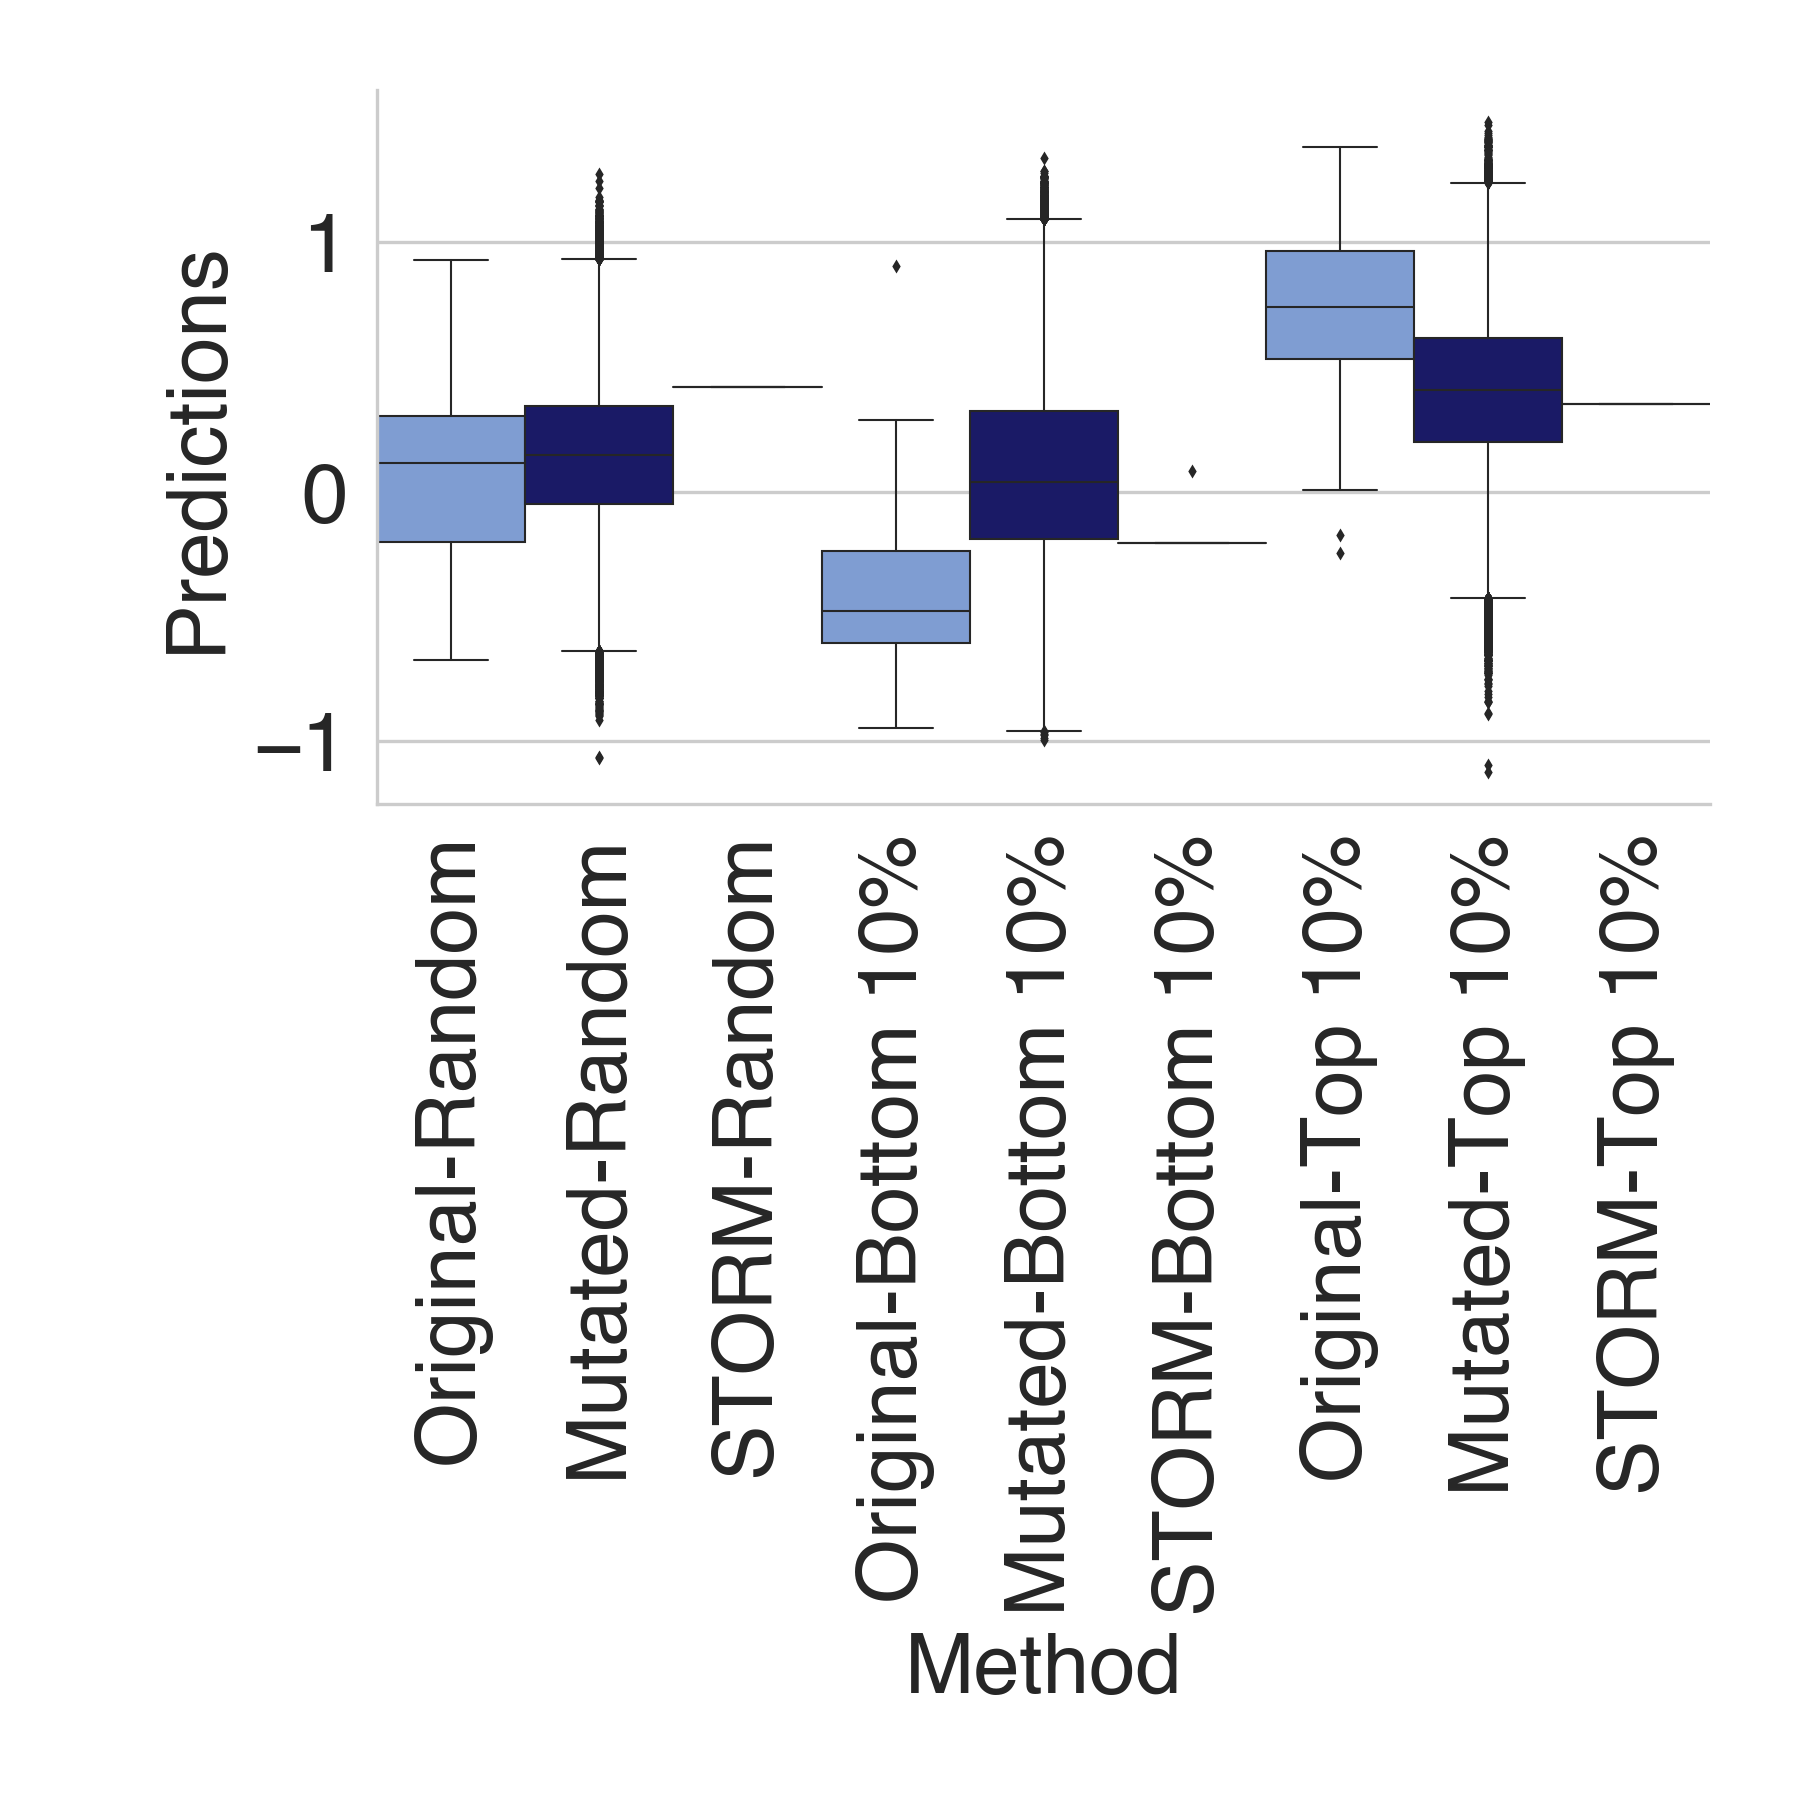 Predictions
1
0
−1
Original-Random
Mutated-Random
STORM-Random
Original-Bottom 10%
Mutated-Bottom 10%
STORM-Bottom 10%
Original-Top 10%
Mutated-Top 10%
STORM-Top 10%
Method